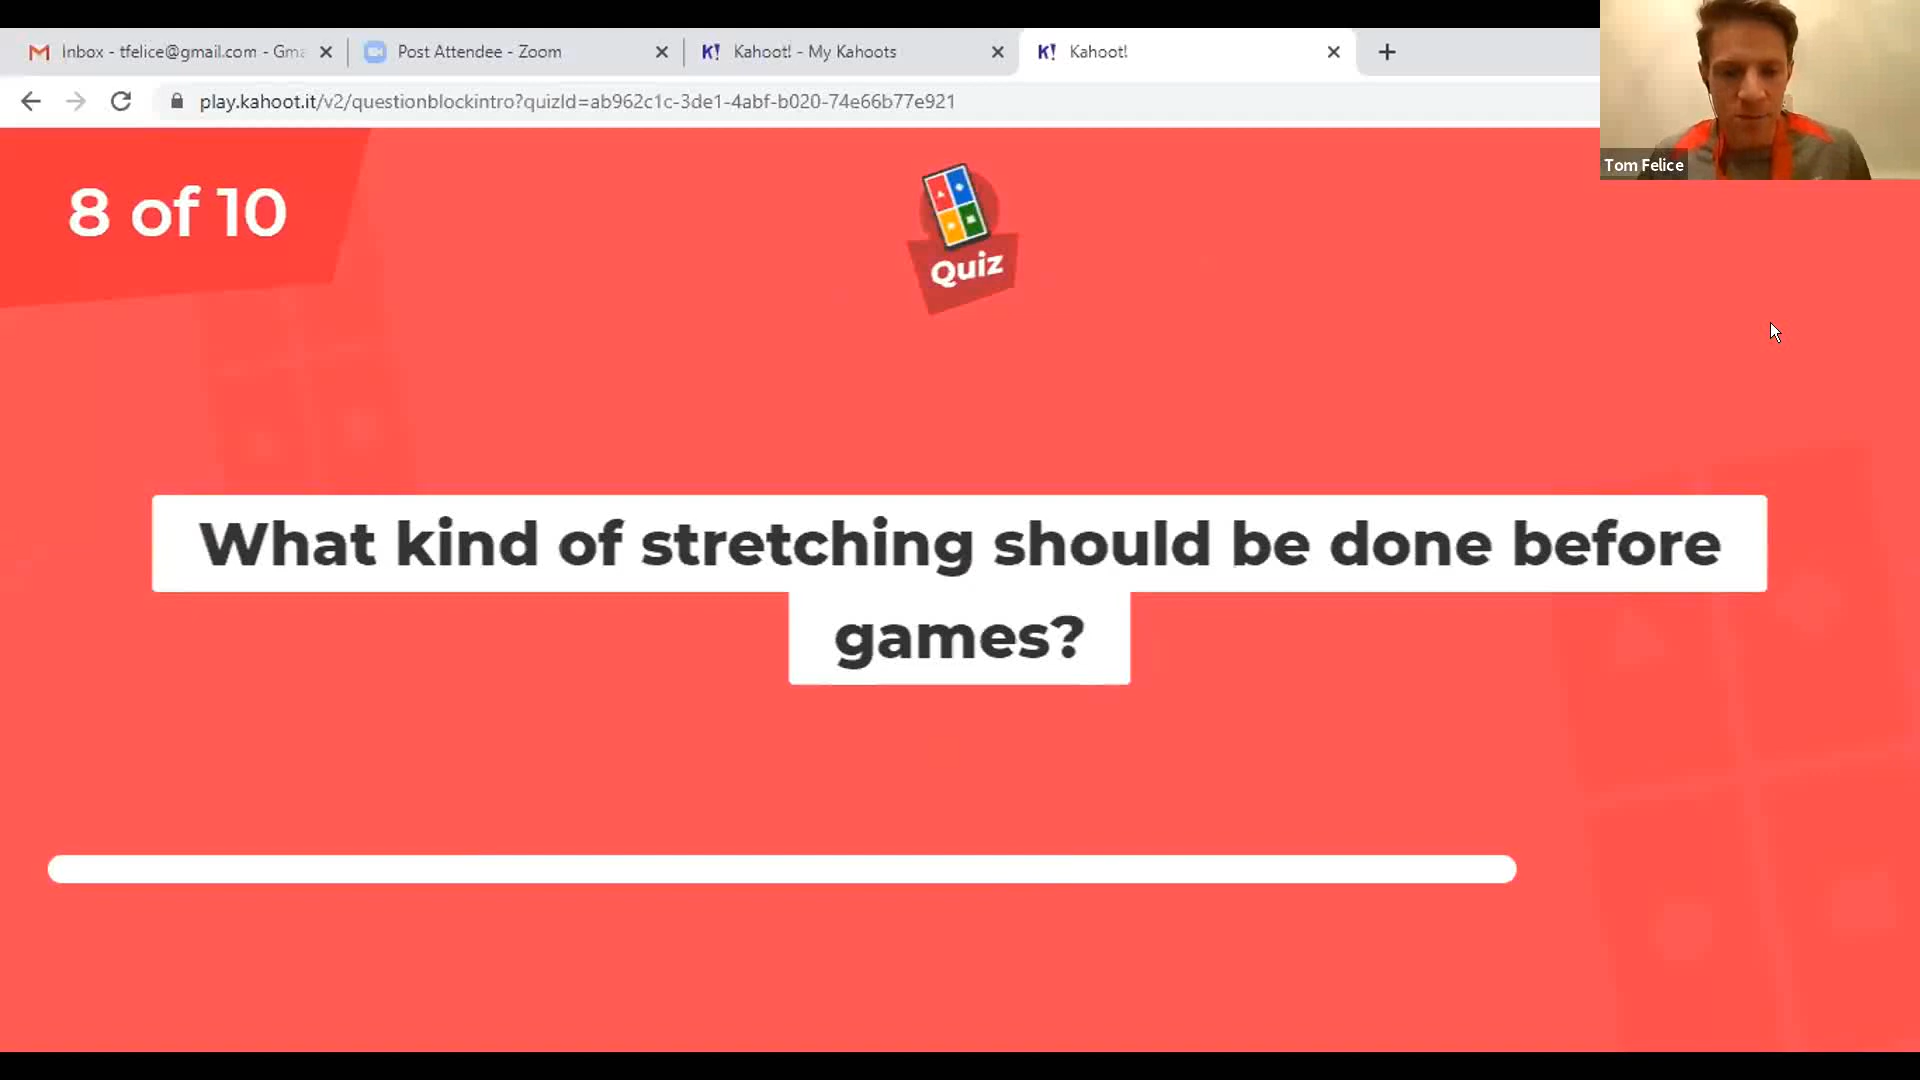 Inbox - tfelice@gmail.com - Gma
Post Attendee - Zoom
Kahoot! - My Kahoots
Kahoot!
play.kahoot.it/v2/questionblockintro?quizId=ab962c1c-3de1-4abf-b020-74e66b77e921
Tom Felice
8 of 10
Quiz
What kind of stretching should be done before
games?